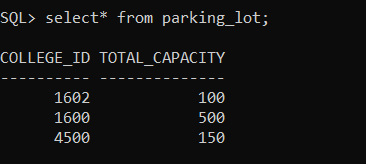 SQL> select* from parking_lot;
COLLEGE_ID TOTAL_CAPACITY
---------- --------------
1602 100
1600 500
4500 150